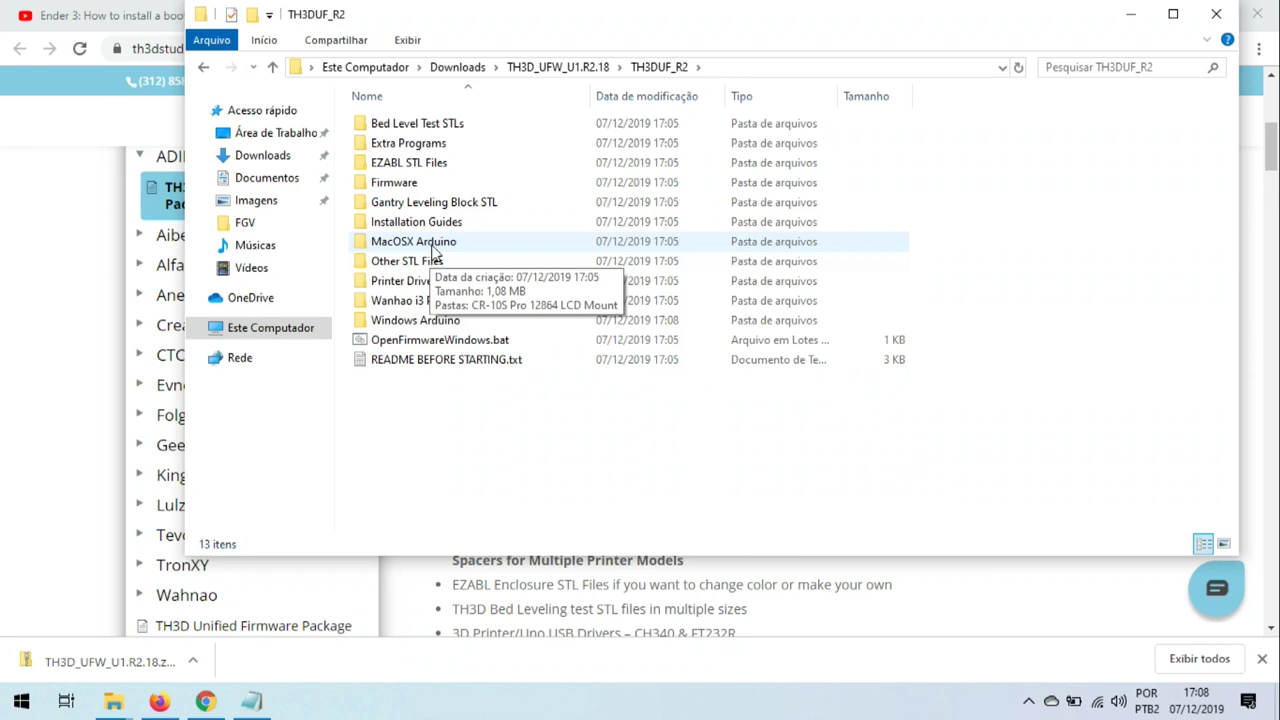 Ender 3: How to install a boo
TH3DUF_R2
Arquivo Início Compartilhar Exibir
th3dstud
Este Computador Downloads TH3D_UFW_U1.R2.18 TH3DUF_R2
Pesquisar TH3DUF_R2
(312) 858
Nome Data de modificação Tipo Tamanho
Acesso rápido
Área de Trabalho
Downloads
Documentos
Imagens
FGV
Músicas
Vídeos
OneDrive
Este Computador
Rede
Bed Level Test STLs 07/12/2019 17:05 Pasta de arquivos
Extra Programs 07/12/2019 17:05 Pasta de arquivos
EZABL STL Files 07/12/2019 17:05 Pasta de arquivos
Firmware 07/12/2019 17:05 Pasta de arquivos
Gantry Leveling Block STL 07/12/2019 17:05 Pasta de arquivos
Installation Guides 07/12/2019 17:05 Pasta de arquivos
MacOSX Arduino 07/12/2019 17:05 Pasta de arquivos
Other STL Files 07/12/2019 17:05 Pasta de arquivos
Printer Drive 07/12/2019 17:05 Pasta de arquivos
Wanhao i3 07/12/2019 17:05 Pasta de arquivos
Windows Arduino 07/12/2019 17:08 Pasta de arquivos
OpenFirmwareWindows.bat 07/12/2019 17:05 Arquivo em Lotes ... 1 KB
README BEFORE STARTING.txt 07/12/2019 17:05 Documento de Te... 3 KB
Data da criação: 07/12/2019 17:05
Tamanho: 1,08 MB
Pastas: CR-10S Pro 12864 LCD Mount
13 itens
ADIM
TH3
Pac
Aibe
Alfa
Ane
Crea
CTC
Evno
Folg
Gee
King
Lulz
Tevo
TronXY
Wahnao
TH3D Unified Firmware Package
Spacers for Multiple Printer Models
EZABL Enclosure STL Files if you want to change color or make your own
TH3D Bed Leveling test STL files in multiple sizes
3D Printer/Uno USB Drivers – CH340 & FT232R
TH3D_UFW_U1.R2.18.z...
Exibir todos
POR
PTB2
17:08
07/12/2019